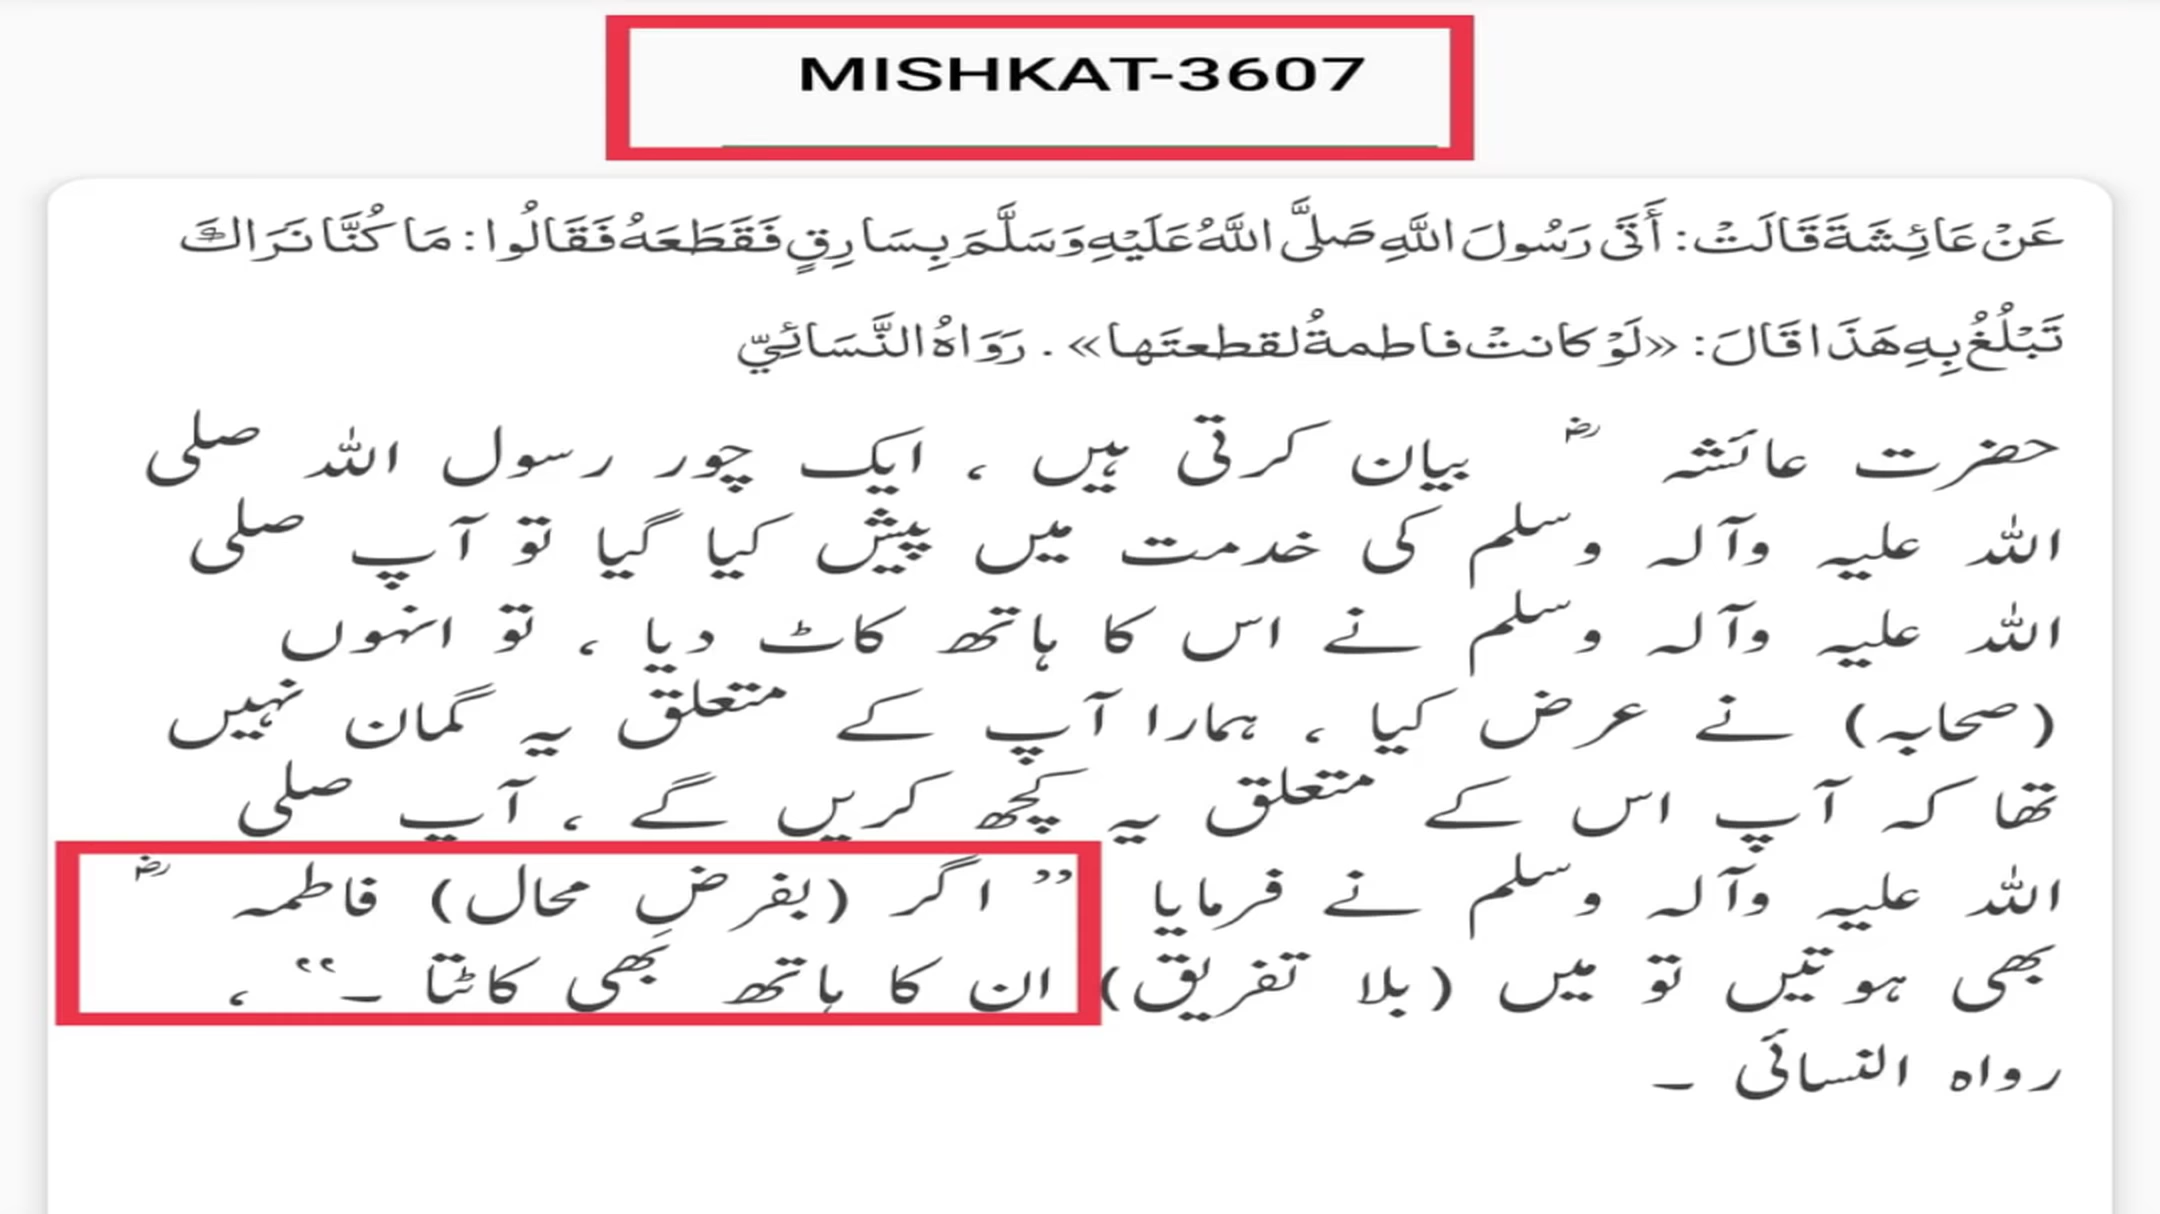 MISHKAT-3607
عَنْ عَائِشَةَ قَالَتْ: أَتَى رَسُولَ اللَّهِ صَلَّى اللَّهُ عَلَيْهِ وَسَلَّمَ بِسَارِقٍ فَقَطَعَهُ فَقَالُوا: مَا كُنَّا نَرَاكَ
تَبْلُغُ بِهِ هَذَا قَالَ: «لَوْ كانتْ فاطمةُ لقطعتَها» . رَوَاهُ النَّسَائِيّ
حضرت عائشہ ؓ بیان کرتی ہیں ، ایک چور رسول اللہ صلی
اللہ علیہ وآلہ وسلم کی خدمت میں پیش کیا گیا تو آپ صلی
اللہ علیہ وآلہ وسلم نے اس کا ہاتھ کاٹ دیا ، تو انہوں
(صحابہ) نے عرض کیا ، ہمارا آپ کے متعلق یہ گمان نہیں
تھا کہ آپ اس کے متعلق یہ کچھ کریں گے ، آپ صلی
اللہ علیہ وآلہ وسلم نے فرمایا ’’ اگر (بفرضِ محال) فاطمہ ؓ
بھی ہوتیں تو میں (بلا تفریق) ان کا ہاتھ بھی کاٹتا ۔‘‘ ،
رواہ النسائی ۔